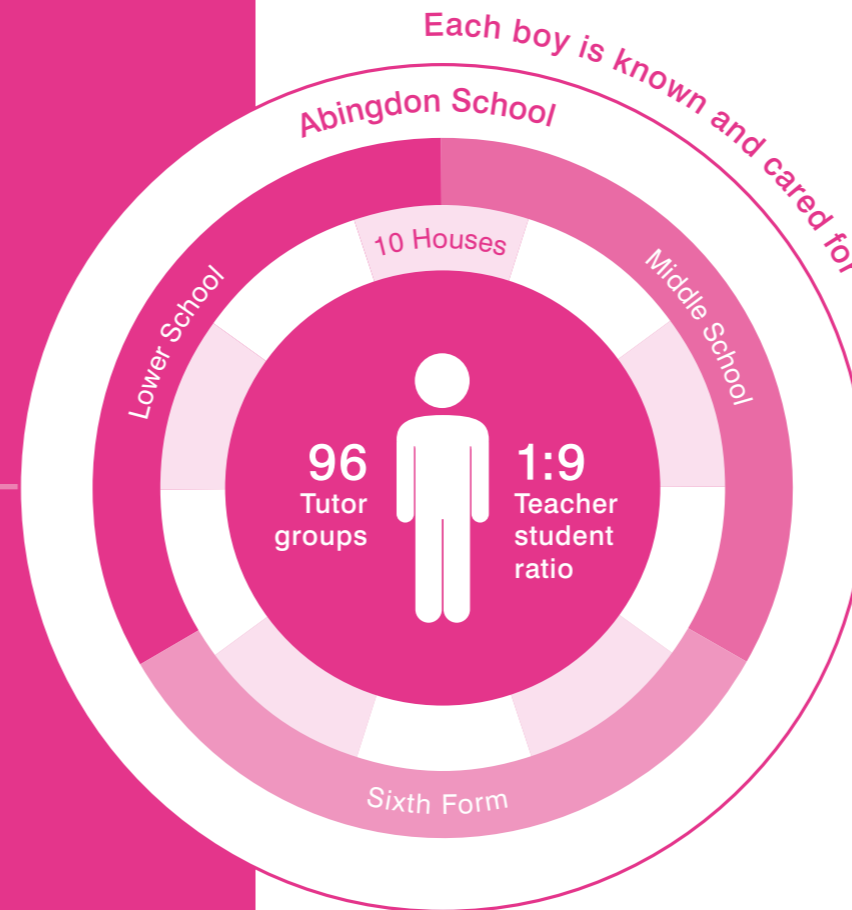 Each boy is known and cared for
Abingdon School
10 Houses
Lower School
Middle School
96
Tutor
groups
1:9
Teacher
student
ratio
Sixth Form